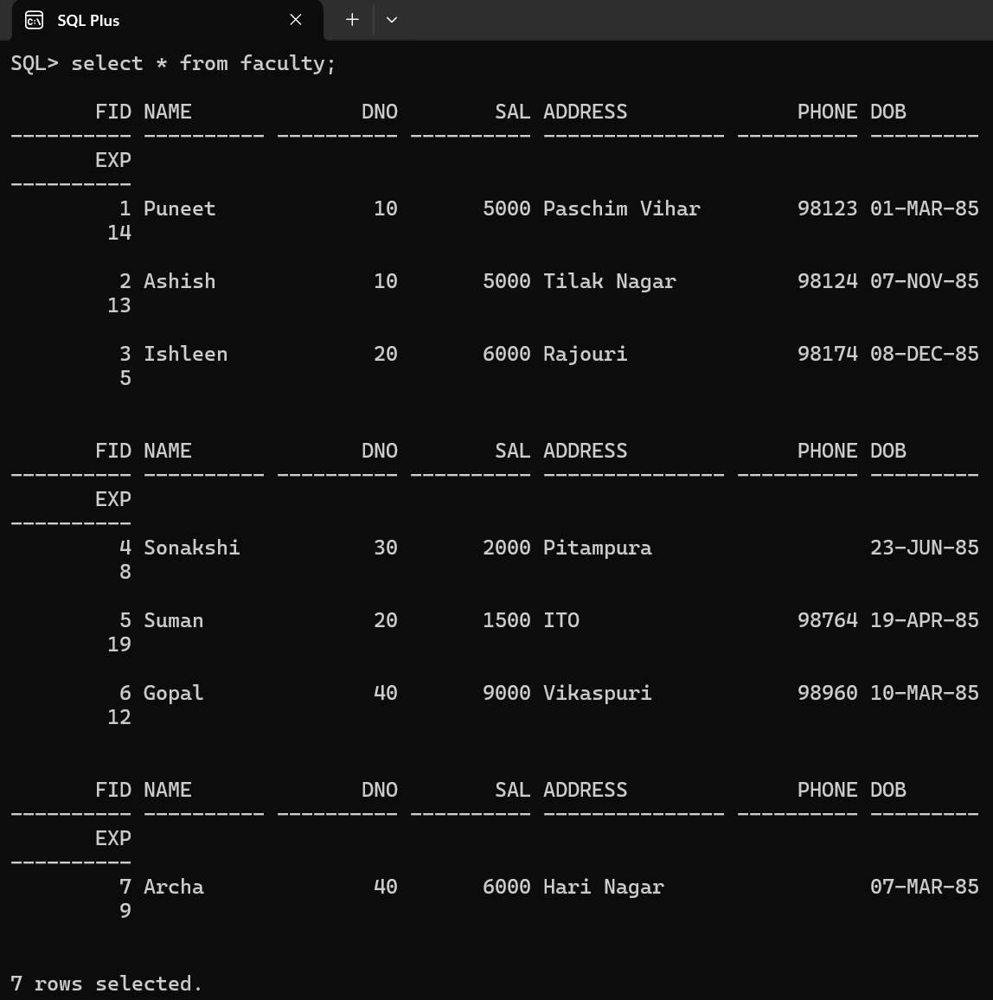 SQL Plus
SQL> select * from faculty;
       FID NAME              DNO        SAL ADDRESS              PHONE DOB
---------- ---------- ---------- ---------- --------------- ---------- ---------
       EXP
----------
         1 Puneet             10       5000 Paschim Vihar        98123 01-MAR-85
        14
         2 Ashish             10       5000 Tilak Nagar          98124 07-NOV-85
        13
         3 Ishleen            20       6000 Rajouri              98174 08-DEC-85
         5
       FID NAME              DNO        SAL ADDRESS              PHONE DOB
---------- ---------- ---------- ---------- --------------- ---------- ---------
       EXP
----------
         4 Sonakshi           30       2000 Pitampura                  23-JUN-85
         8
         5 Suman              20       1500 ITO                  98764 19-APR-85
        19
         6 Gopal              40       9000 Vikaspuri            98960 10-MAR-85
        12
       FID NAME              DNO        SAL ADDRESS              PHONE DOB
---------- ---------- ---------- ---------- --------------- ---------- ---------
       EXP
----------
         7 Archa              40       6000 Hari Nagar                 07-MAR-85
         9
7 rows selected.